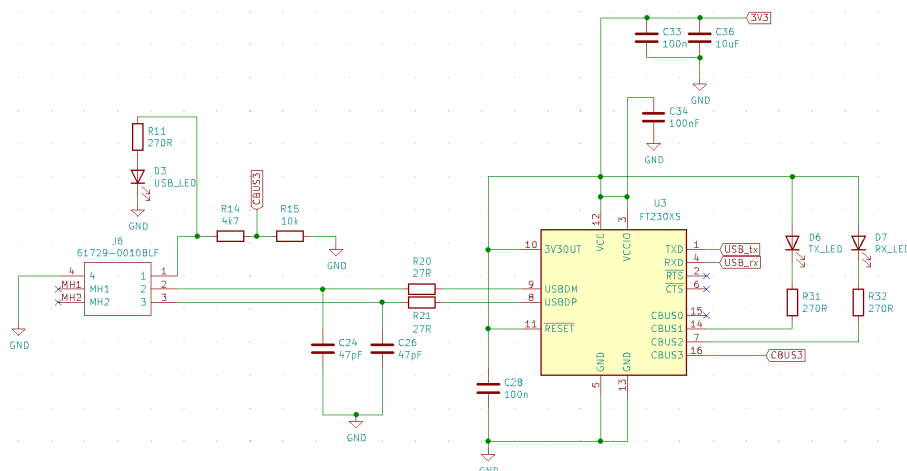 3V3
C33
100n
C36
10uF
GND
C34
100nF
GND
R11
270R
D3
USB_LED
GND
CBUS3
R14
4k7
R15
10k
GND
J6
61729-0010BLF
4
MH1
MH2
4
MH1
MH2
1
2
3
1
2
3
GND
R20
27R
R21
27R
C24
47pF
C26
47pF
GND
U3
FT230XS
12
3
VCC
VCCIO
10
3V3OUT
9
USBDM
8
USBDP
11
RESET
TXD
1
USB_tx
RXD
4
USB_rx
RTS
2
CTS
6
CBUS0
15
CBUS1
14
CBUS2
7
CBUS3
16
CBUS3
GND
GND
5
13
D6
TX_LED
D7
RX_LED
R31
270R
R32
270R
C28
100n
GND